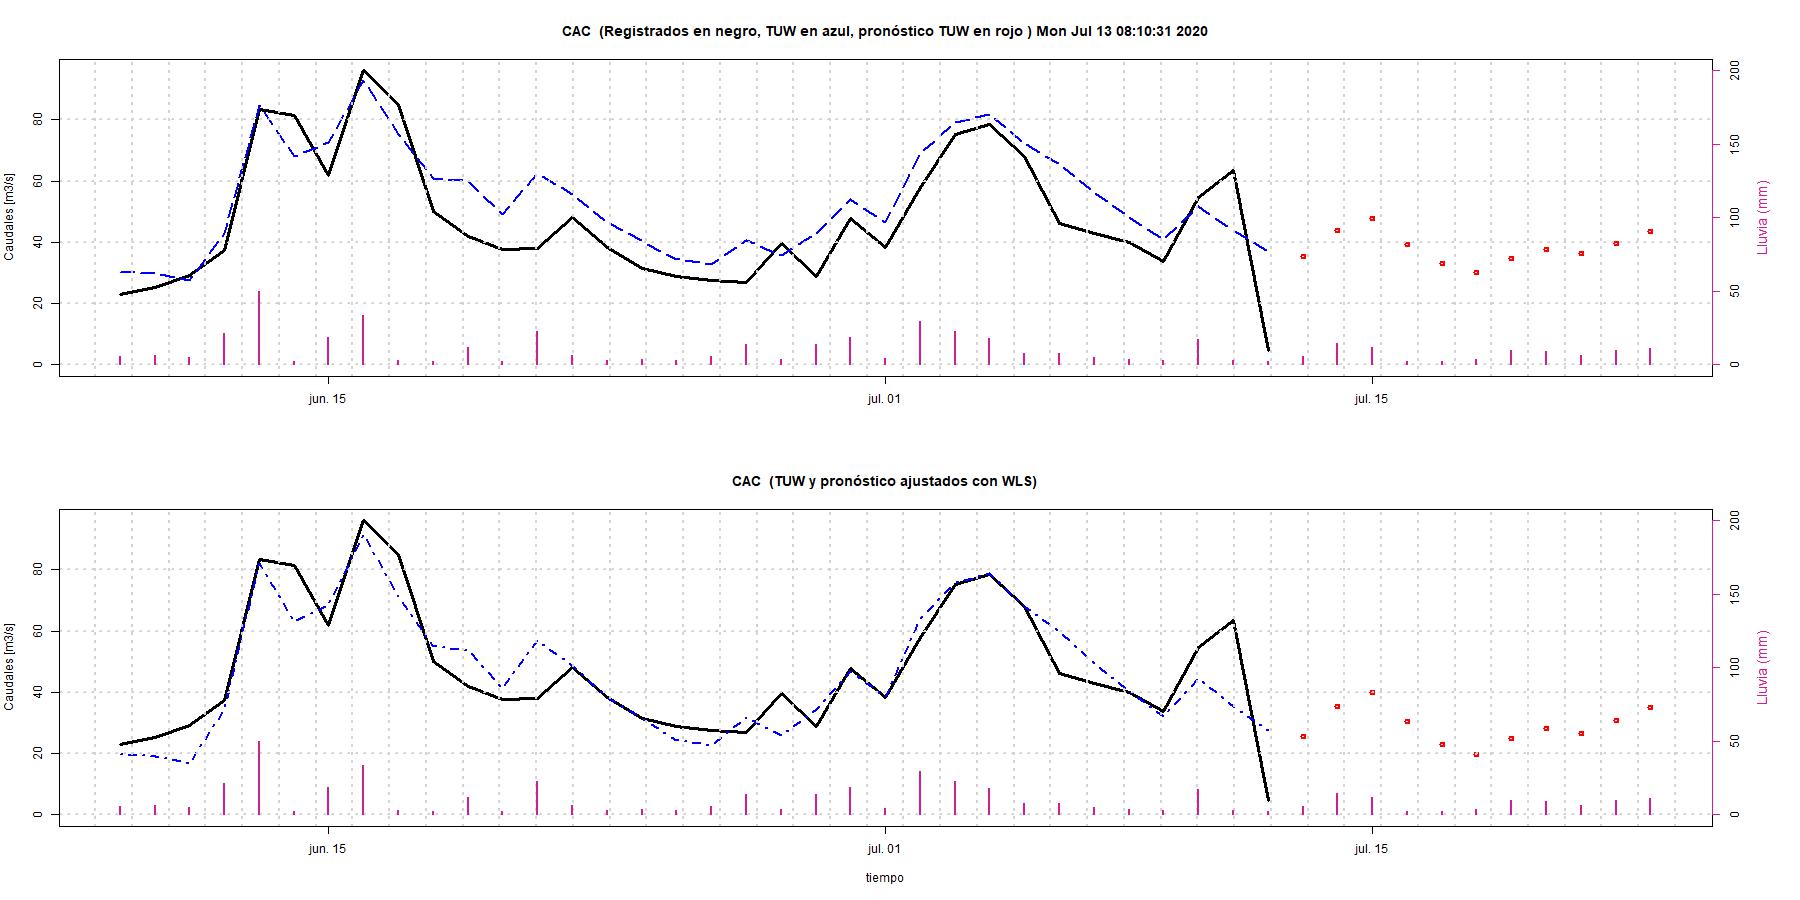 CAC (Registrados en negro, TUW en azul, pronóstico TUW en rojo ) Mon Jul 13 08:10:31 2020
Caudales [m3/s]
0 20 40 60 80
Lluvia (mm)
0 50 100 150 200
jun. 15 jul. 01 jul. 15
CAC (TUW y pronóstico ajustados con WLS)
Caudales [m3/s]
0 20 40 60 80
Lluvia (mm)
0 50 100 150 200
jun. 15 jul. 01 jul. 15
tiempo